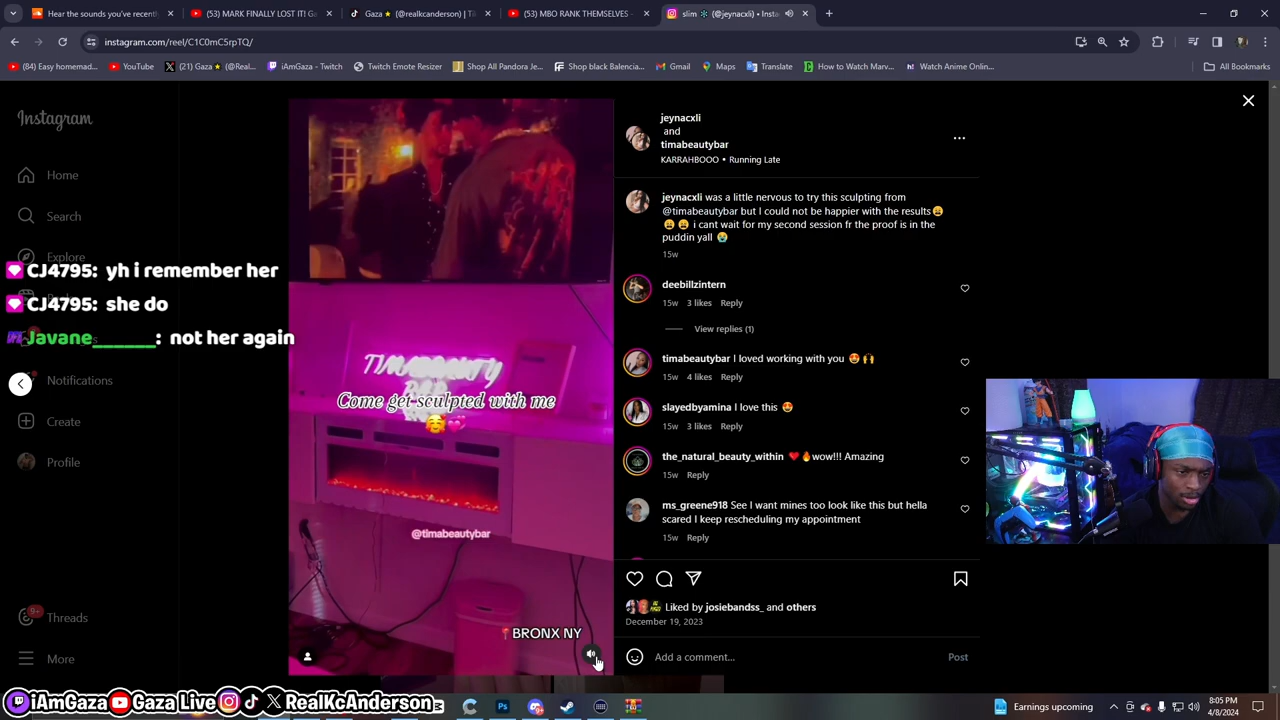 Hear the sounds you've recently
(53) MARK FINALLY LOST IT! Ga
Gaza⭐ (@realkcanderson) | Ti
(53) MBO RANK THEMSELVES -
slim ❄ (@jeynacxli) • Insta
instagram.com/reel/C1C0mC5rpTQ/
(84) Easy homemad...
YouTube
(21) Gaza⭐ (@Real...
iAmGaza - Twitch
Twitch Emote Resizer
Shop All Pandora Je...
Shop black Balencia...
Gmail
Maps
Translate
How to Watch Marv...
Watch Anime Onlin...
All Bookmarks
Instagram
Home
Search
Explore
Notifications
Create
Profile
9+
Threads
More
CJ4795: yh i remember her
CJ4795: she do
Javane______: not her again
Come get sculpted with me
🥰💞
@timabeautybar
📍BRONX NY
jeynacxli
and
timabeautybar
KARRAHBOOO • Running Late
jeynacxli was a little nervous to try this sculpting from
@timabeautybar but I could not be happier with the results😩
😩 😩 i cant wait for my second session fr the proof is in the
puddin yall 😭
15w
deebillzintern
15w 3 likes Reply
View replies (1)
timabeautybar I loved working with you 😍 🙌
15w 4 likes Reply
slayedbyamina I love this 😍
15w 3 likes Reply
the_natural_beauty_within ❤️🔥wow!!! Amazing
15w Reply
ms_greene918 See I want mines too look like this but hella
scared I keep rescheduling my appointment
15w Reply
Liked by josiebandss_ and others
December 19, 2023
Add a comment...
Post
iAmGaza Gaza Live RealKcAnderson
Earnings upcoming
8:05 PM
4/8/2024